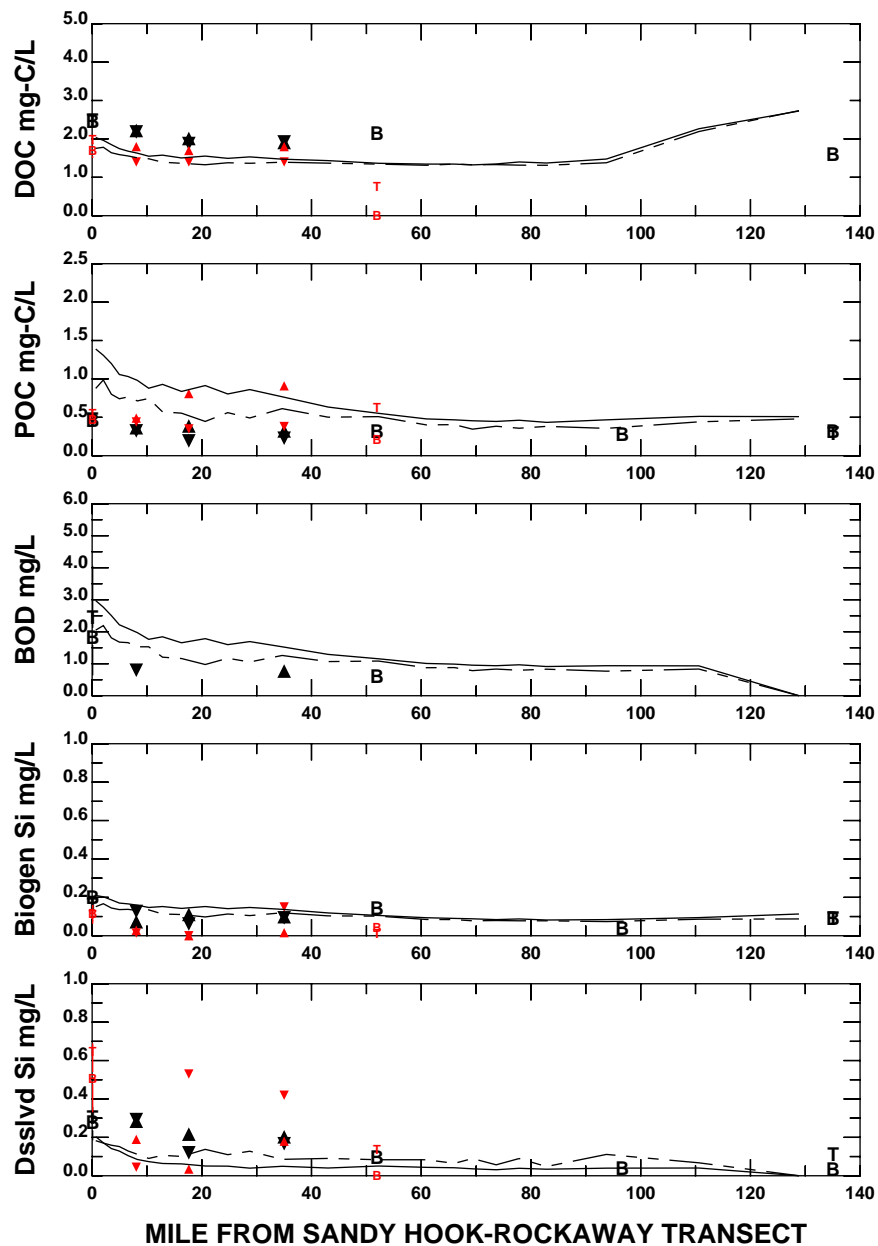 DOC mg-C/L
5.0
4.0
3.0
2.0
1.0
0.0
T
B
T
B
B
T
B
B
0 20 40 60 80 100 120 140
POC mg-C/L
2.5
2.0
1.5
1.0
0.5
0.0
T
B
T
B
B
T
B
B
T
B
0 20 40 60 80 100 120 140
BOD mg/L
6.0
5.0
4.0
3.0
2.0
1.0
0.0
T
B
B
0 20 40 60 80 100 120 140
Biogen Si mg/L
1.0
0.8
0.6
0.4
0.2
0.0
B
B
B
B
T
B
T
B
0 20 40 60 80 100 120 140
Dsslvd Si mg/L
1.0
0.8
0.6
0.4
0.2
0.0
T
B
T
B
T
B
B
B
T
B
0 20 40 60 80 100 120 140
MILE FROM SANDY HOOK-ROCKAWAY TRANSECT